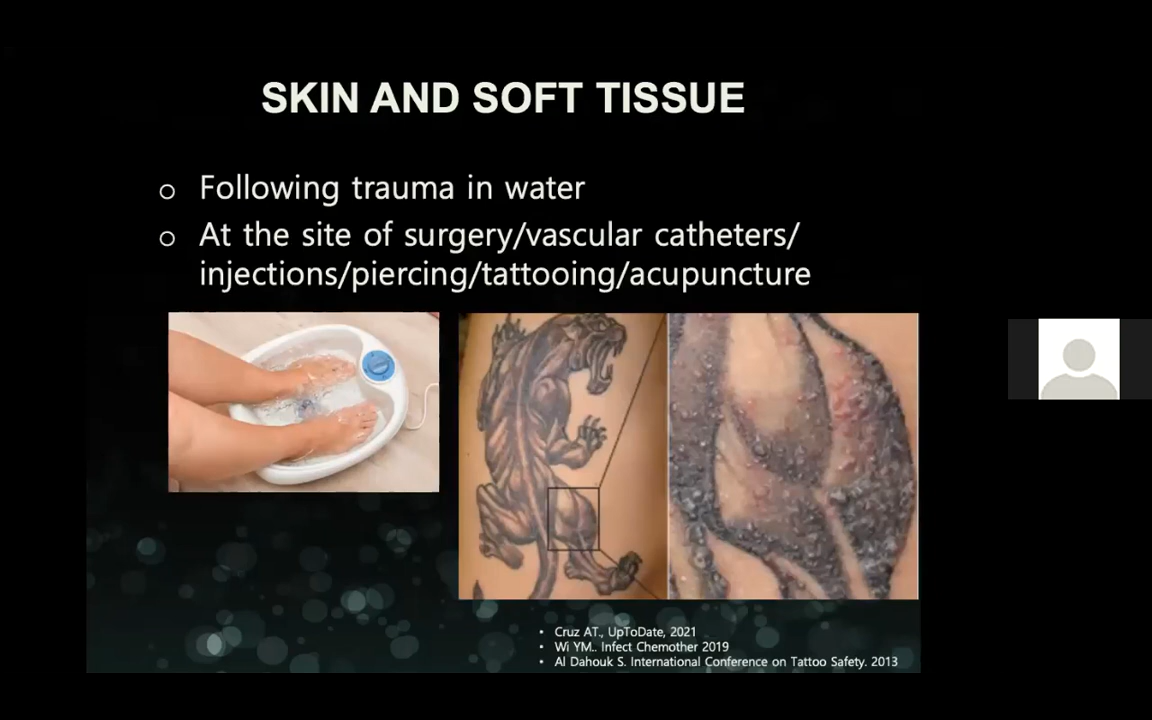 SKIN AND SOFT TISSUE
o Following trauma in water
o At the site of surgery/vascular catheters/
injections/piercing/tattooing/acupuncture
• Cruz AT., UpToDate, 2021
• Wi YM.. Infect Chemother 2019
• Al Dahouk S. International Conference on Tattoo Safety. 2013